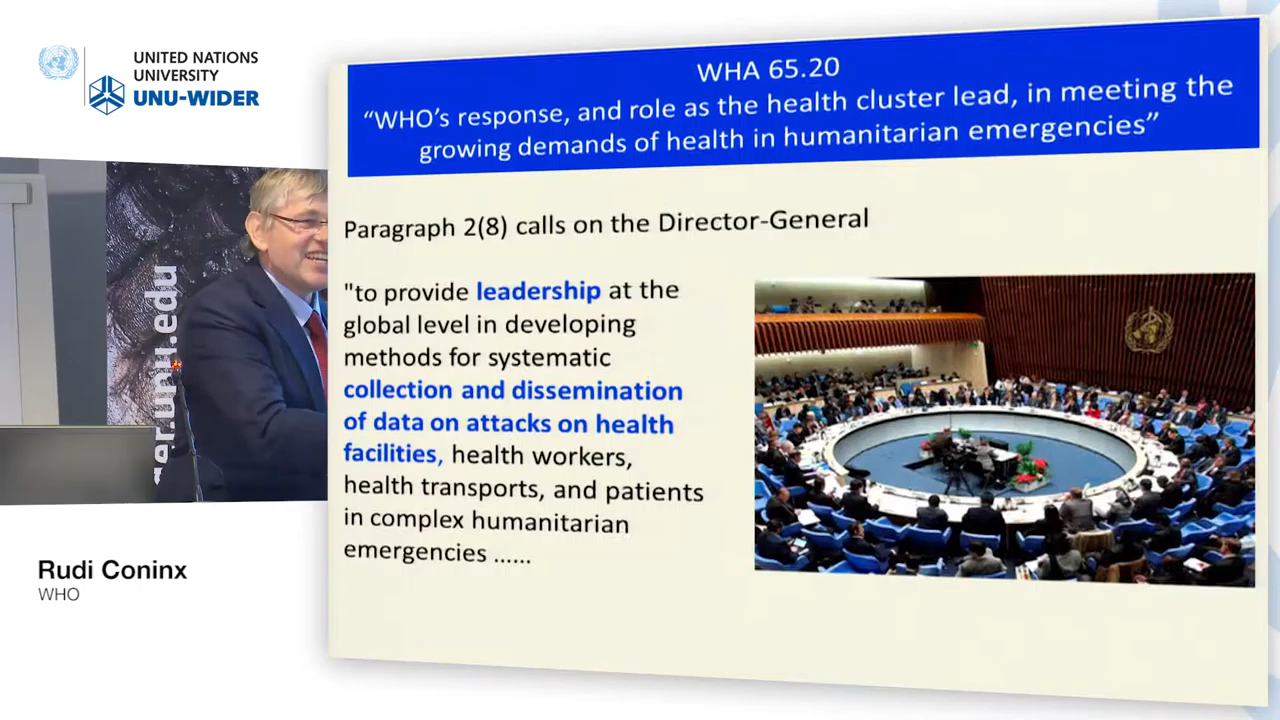 UNITED NATIONS
UNIVERSITY
UNU-WIDER
WHA 65.20
“WHO’s response, and role as the health cluster lead, in meeting the
growing demands of health in humanitarian emergencies”
Paragraph 2(8) calls on the Director-General
"to provide leadership at the
global level in developing
methods for systematic
collection and dissemination
of data on attacks on health
facilities, health workers,
health transports, and patients
in complex humanitarian
emergencies ......
er.unu.edu
Rudi Coninx
WHO